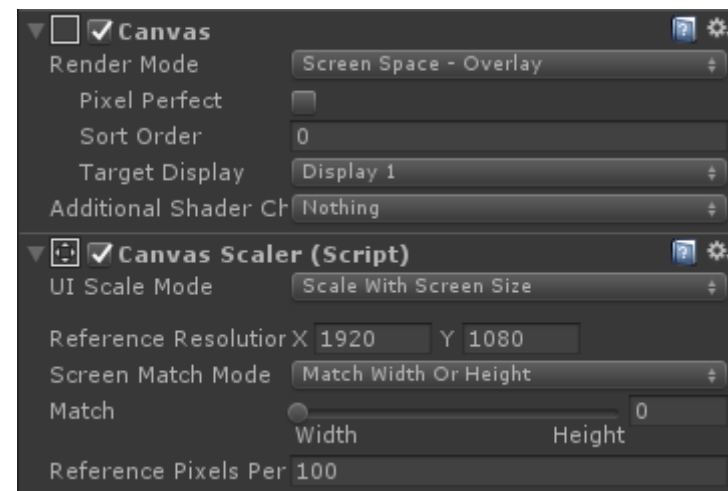 Canvas
Render Mode Screen Space - Overlay
Pixel Perfect
Sort Order 0
Target Display Display 1
Additional Shader Ch Nothing
Canvas Scaler (Script)
UI Scale Mode Scale With Screen Size
Reference Resolution X 1920 Y 1080
Screen Match Mode Match Width Or Height
Match 0
Width Height
Reference Pixels Per 100